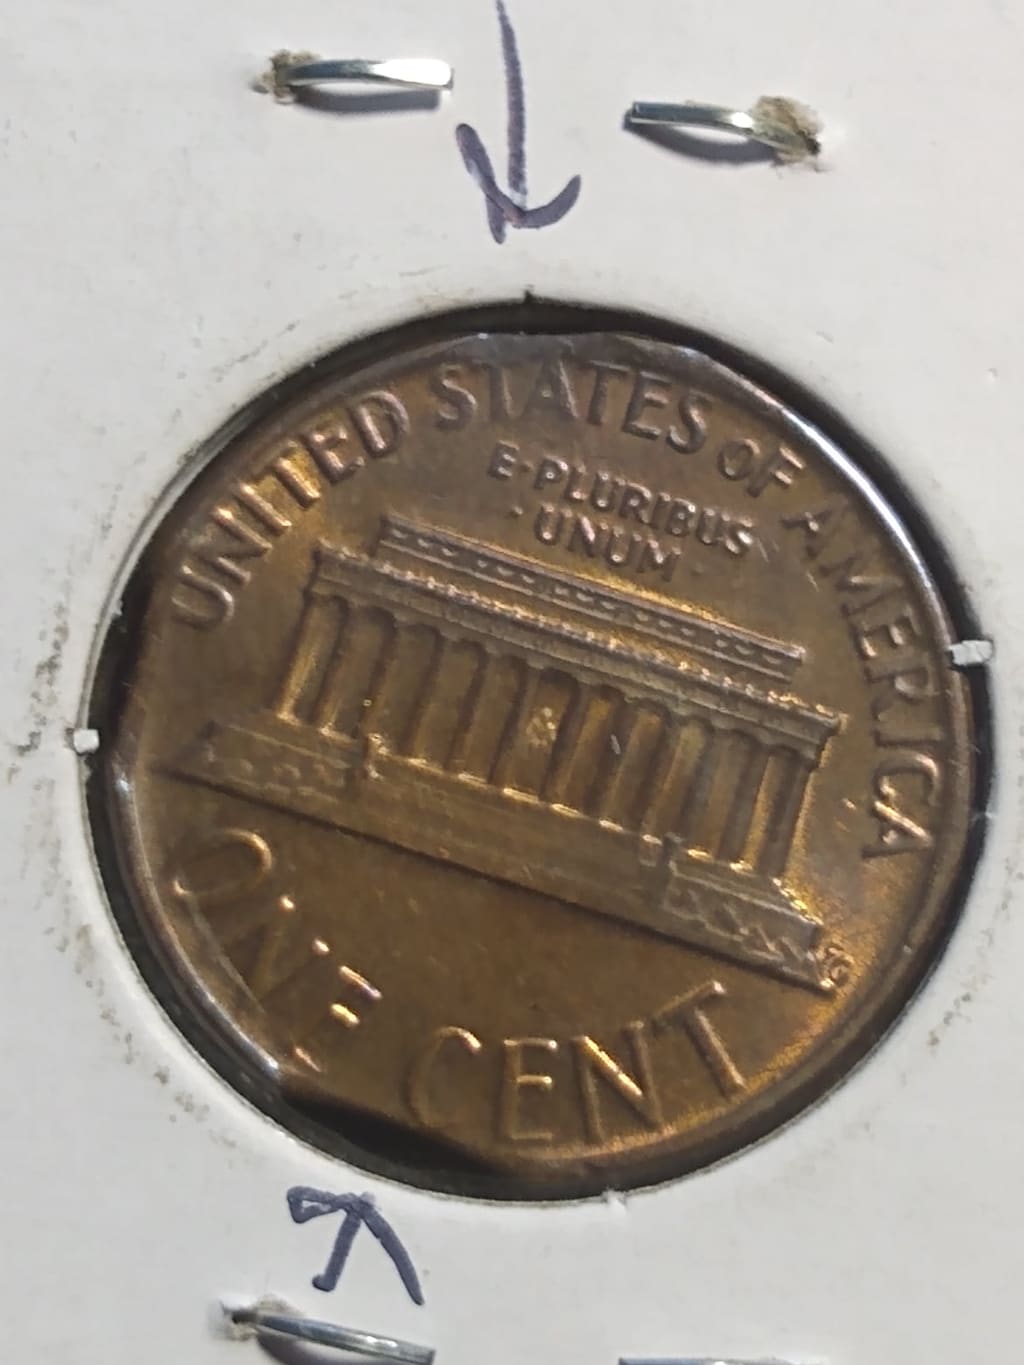 UNITED STATES OF AMERICA
E·PLURIBUS
·UNUM·
ONE CENT